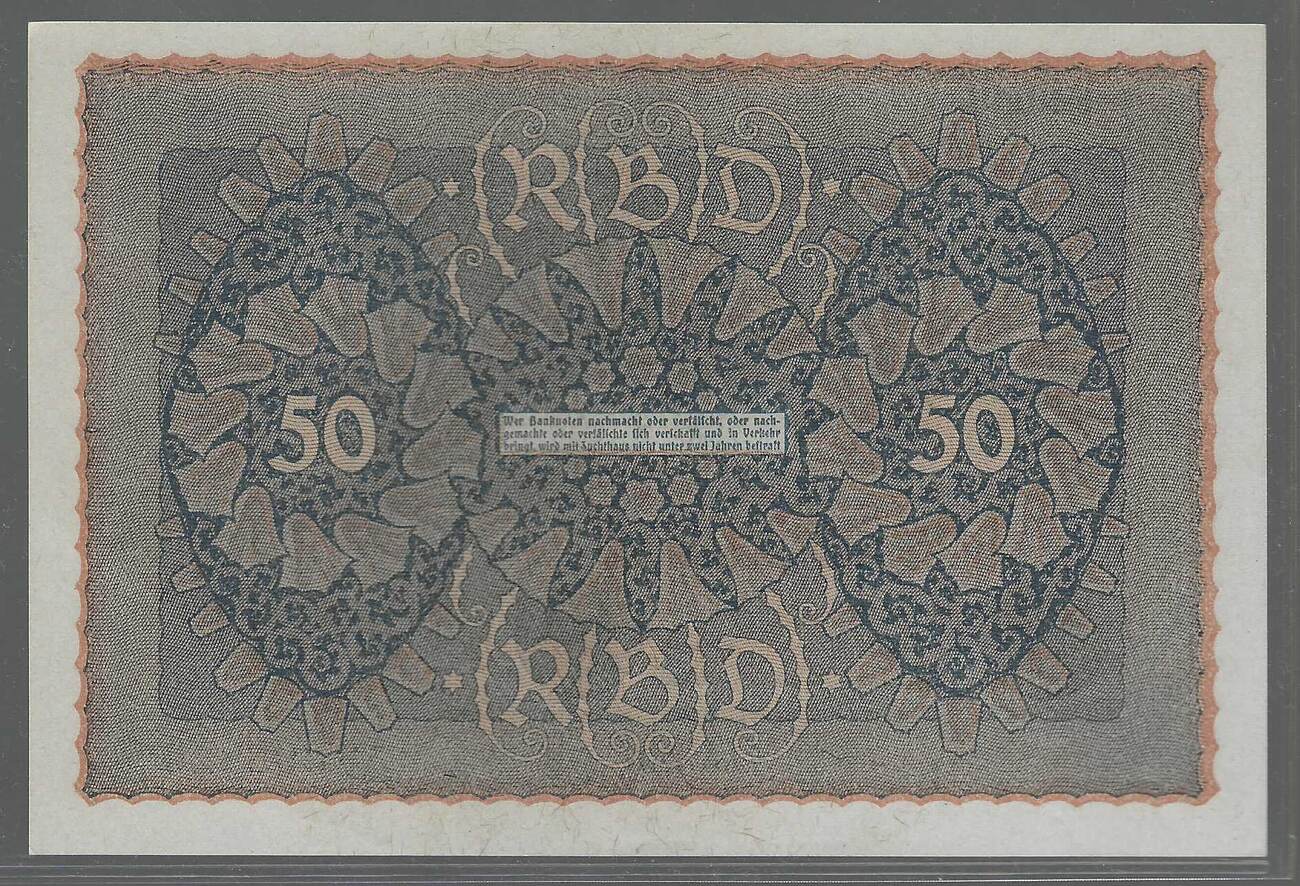 RBD
50
50
Wer Banknoten nachmacht oder verfälscht, oder nach-
gemachte oder verfälschte sich verschafft und in Verkehr
bringt, wird mit Zuchthaus nicht unter zwei Jahren bestraft
RBD